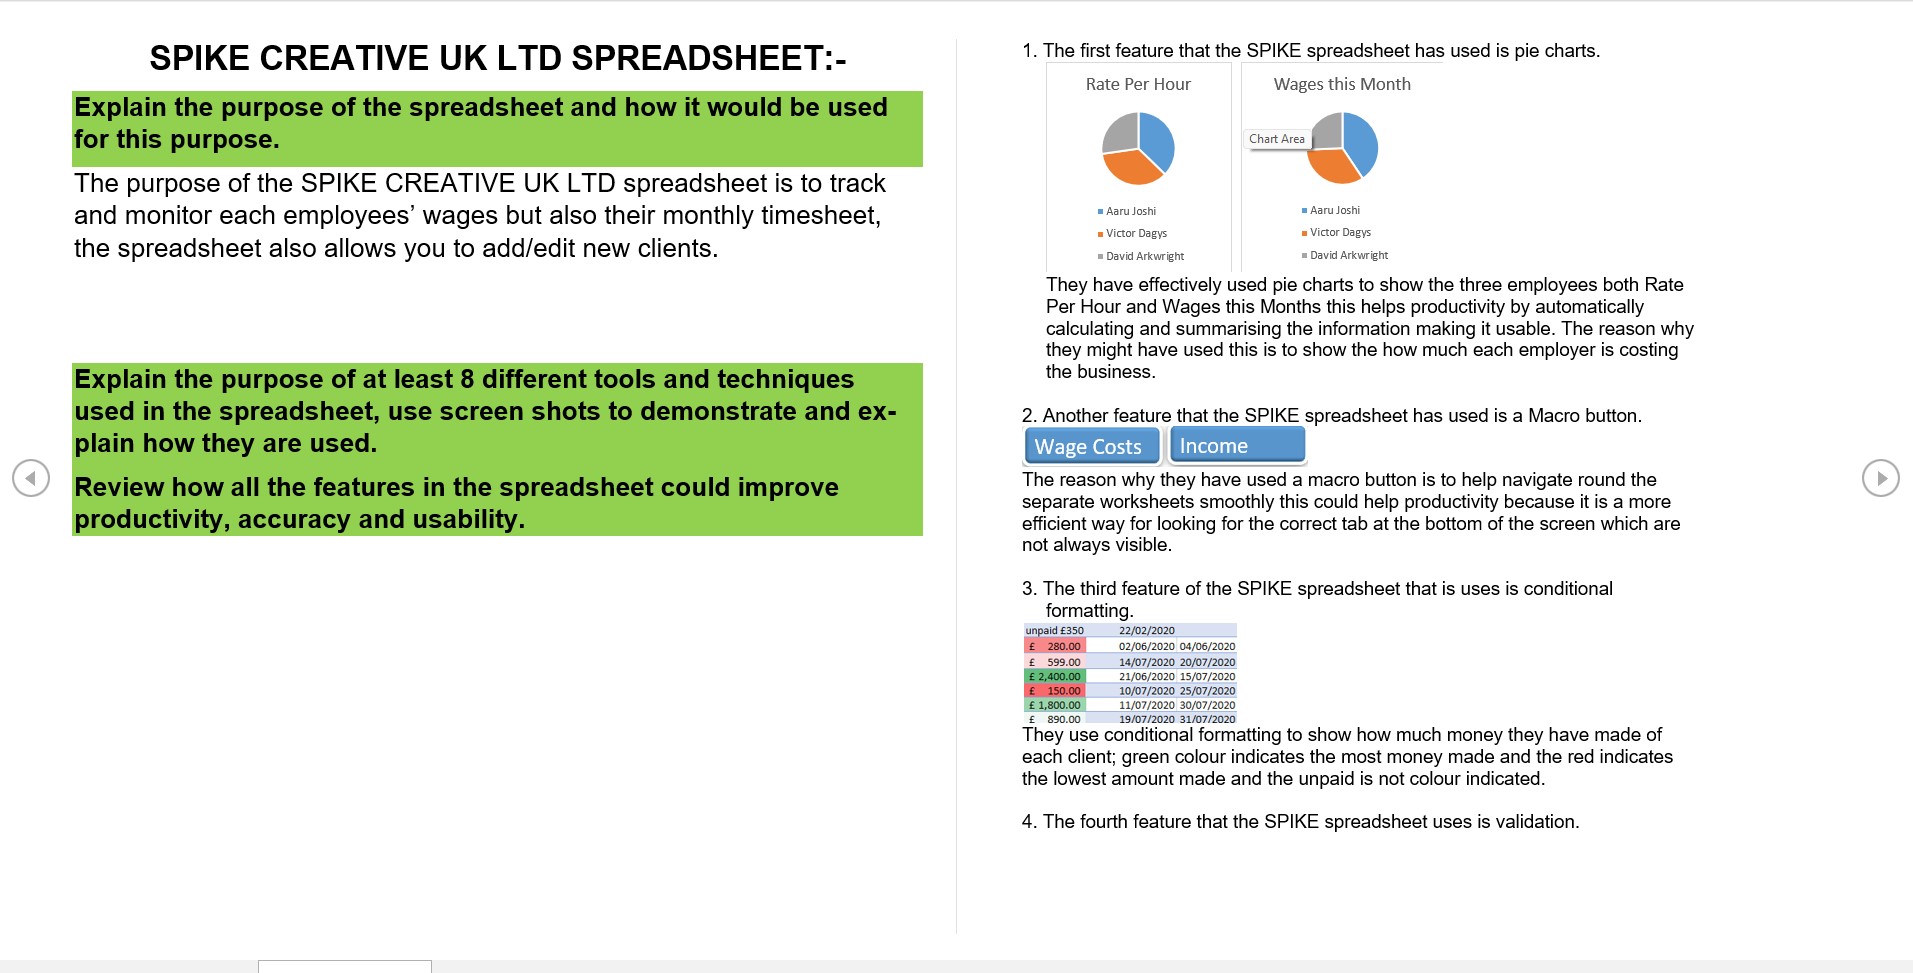 SPIKE CREATIVE UK LTD SPREADSHEET:-
Explain the purpose of the spreadsheet and how it would be used
for this purpose.
The purpose of the SPIKE CREATIVE UK LTD spreadsheet is to track
and monitor each employees’ wages but also their monthly timesheet,
the spreadsheet also allows you to add/edit new clients.
Explain the purpose of at least 8 different tools and techniques
used in the spreadsheet, use screen shots to demonstrate and ex-
plain how they are used.
Review how all the features in the spreadsheet could improve
productivity, accuracy and usability.
1. The first feature that the SPIKE spreadsheet has used is pie charts.
Rate Per Hour
Aaru Joshi
Victor Dagys
David Arkwright
Wages this Month
Chart Area
Aaru Joshi
Victor Dagys
David Arkwright
They have effectively used pie charts to show the three employees both Rate
Per Hour and Wages this Months this helps productivity by automatically
calculating and summarising the information making it usable. The reason why
they might have used this is to show the how much each employer is costing
the business.
2. Another feature that the SPIKE spreadsheet has used is a Macro button.
Wage Costs Income
The reason why they have used a macro button is to help navigate round the
separate worksheets smoothly this could help productivity because it is a more
efficient way for looking for the correct tab at the bottom of the screen which are
not always visible.
3. The third feature of the SPIKE spreadsheet that is uses is conditional
formatting.
unpaid £350 22/02/2020
£ 280.00 02/06/2020 04/06/2020
£ 599.00 14/07/2020 20/07/2020
£ 2,400.00 21/06/2020 15/07/2020
£ 150.00 10/07/2020 25/07/2020
£ 1,800.00 11/07/2020 30/07/2020
£ 890.00 19/07/2020 31/07/2020
They use conditional formatting to show how much money they have made of
each client; green colour indicates the most money made and the red indicates
the lowest amount made and the unpaid is not colour indicated.
4. The fourth feature that the SPIKE spreadsheet uses is validation.